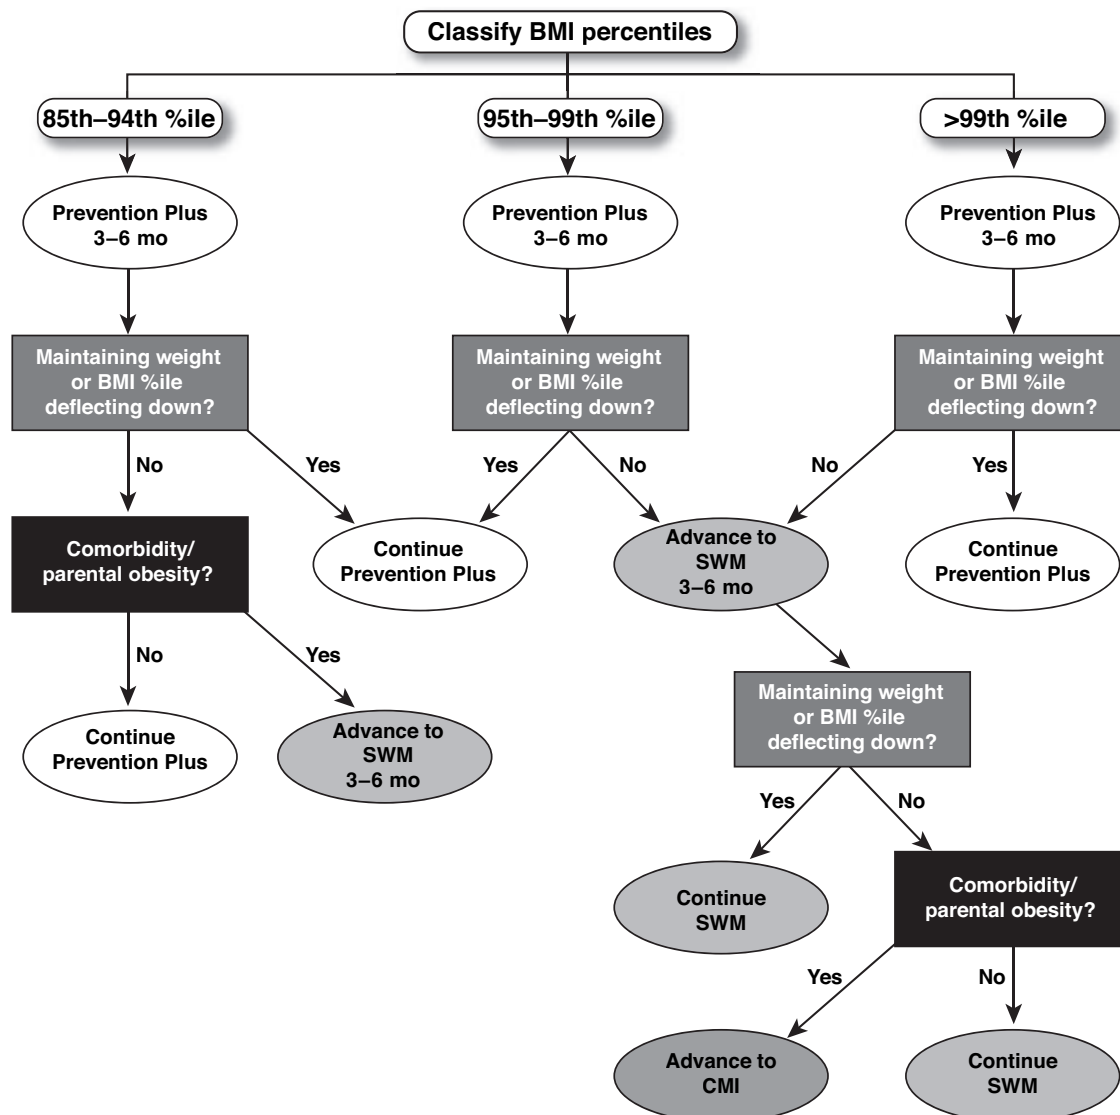 Classify BMI percentiles
85th–94th %ile
95th–99th %ile
>99th %ile
Prevention Plus
3–6 mo
Prevention Plus
3–6 mo
Prevention Plus
3–6 mo
Maintaining weight
or BMI %ile
deflecting down?
Maintaining weight
or BMI %ile
deflecting down?
Maintaining weight
or BMI %ile
deflecting down?
No
Yes
Yes
No
No
Yes
Comorbidity/
parental obesity?
Continue
Prevention Plus
Advance to
SWM
3–6 mo
Continue
Prevention Plus
No
Yes
Continue
Prevention Plus
Advance to
SWM
3–6 mo
Maintaining weight
or BMI %ile
deflecting down?
Yes
No
Continue
SWM
Comorbidity/
parental obesity?
Yes
No
Advance to
CMI
Continue
SWM